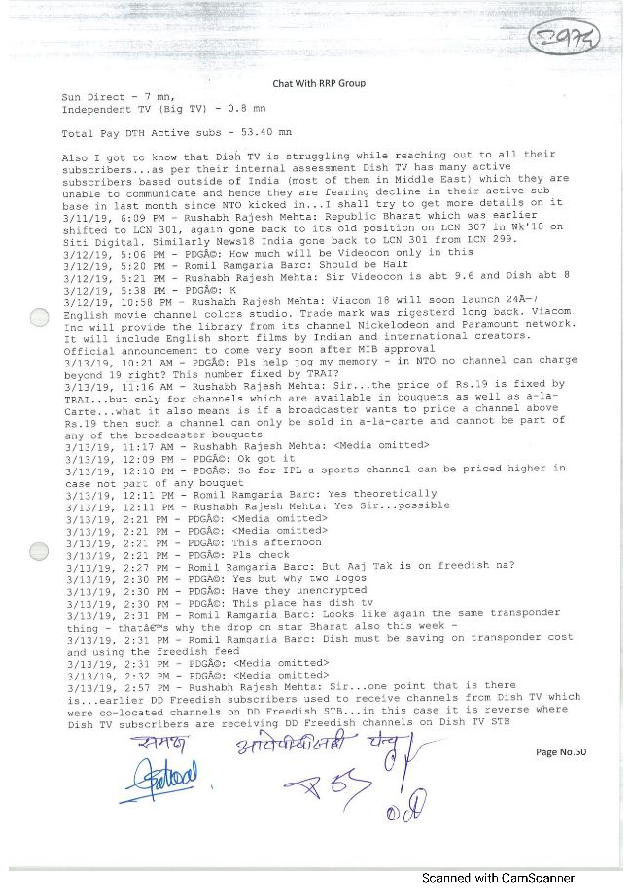 2974
Chat With RRP Group
Sun Direct - 7 mn,
Independent TV (Big TV) - 0.8 mn
Total Pay DTH Active subs - 53.40 mn
Also I got to know that Dish TV is struggling while reaching out to all their
subscribers...as per their internal assessment Dish TV has many active
subscribers based outside of India (most of them in Middle East) which they are
unable to communicate and hence they are fearing decline in their active sub
base in last month since NTO kicked in...I shall try to get more details on it
3/11/19, 6:09 PM - Rushabh Rajesh Mehta: Republic Bharat which was earlier
shifted to LCN 301, again gone back to its old position on LCN 307 in Wk'10 on
Siti Digital. Similarly News18 India gone back to LCN 301 from LCN 299.
3/12/19, 5:06 PM - PDGÂ©: How much will be Videocon only in this
3/12/19, 5:20 PM - Romil Ramgaria Barc: Should be Half
3/12/19, 5:21 PM - Rushabh Rajesh Mehta: Sir Videocon is abt 9.6 and Dish abt 8
3/12/19, 5:38 PM - PDGÂ©: K
3/12/19, 10:58 PM - Rushabh Rajesh Mehta: Viacom 18 will soon launch 24Ã—7
English movie channel colors studio. Trade mark was rigesterd long back. Viacom
Inc will provide the library from its channel Nickelodeon and Paramount network.
It will include English short films by Indian and international creators.
Official announcement to come very soon after MIB approval
3/13/19, 10:21 AM - PDGÂ©: Pls help jog my memory - in NTO no channel can charge
beyond 19 right? This number fixed by TRAI?
3/13/19, 11:16 AM - Rushabh Rajesh Mehta: Sir...the price of Rs.19 is fixed by
TRAI...but only for channels which are available in bouquets as well as a-la-
Carte...what it also means is if a broadcaster wants to price a channel above
Rs.19 then such a channel can only be sold in a-la-carte and cannot be part of
any of the broadcaster bouquets
3/13/19, 11:17 AM - Rushabh Rajesh Mehta: <Media omitted>
3/13/19, 12:09 PM - PDGÂ©: Ok got it
3/13/19, 12:10 PM - PDGÂ©: So for IPL a sports channel can be priced higher in
case not part of any bouquet
3/13/19, 12:11 PM - Romil Ramgaria Barc: Yes theoretically
3/13/19, 12:11 PM - Rushabh Rajesh Mehta: Yes Sir...possible
3/13/19, 2:21 PM - PDGÂ©: <Media omitted>
3/13/19, 2:21 PM - PDGÂ©: <Media omitted>
3/13/19, 2:21 PM - PDGÂ©: This afternoon
3/13/19, 2:21 PM - PDGÂ©: Pls check
3/13/19, 2:27 PM - Romil Ramgaria Barc: But Aaj Tak is on freedish na?
3/13/19, 2:30 PM - PDGÂ©: Yes but why two logos
3/13/19, 2:30 PM - PDGÂ©: Have they unencrypted
3/13/19, 2:30 PM - PDGÂ©: This place has dish tv
3/13/19, 2:31 PM - Romil Ramgaria Barc: Looks like again the same transponder
thing - thatâ€™s why the drop on star Bharat also this week -
3/13/19, 2:31 PM - Romil Ramgaria Barc: Dish must be saving on transponder cost
and using the freedish feed
3/13/19, 2:31 PM - PDGÂ©: <Media omitted>
3/13/19, 2:32 PM - PDGÂ©: <Media omitted>
3/13/19, 2:57 PM - Rushabh Rajesh Mehta: Sir...one point that is there
is...earlier DD Freedish subscribers used to receive channels from Dish TV which
were co-located channels on DD Freedish STB...in this case it is reverse where
Dish TV subscribers are receiving DD Freedish channels on Dish TV STB
समक्ष
Page No.50
Scanned with CamScanner